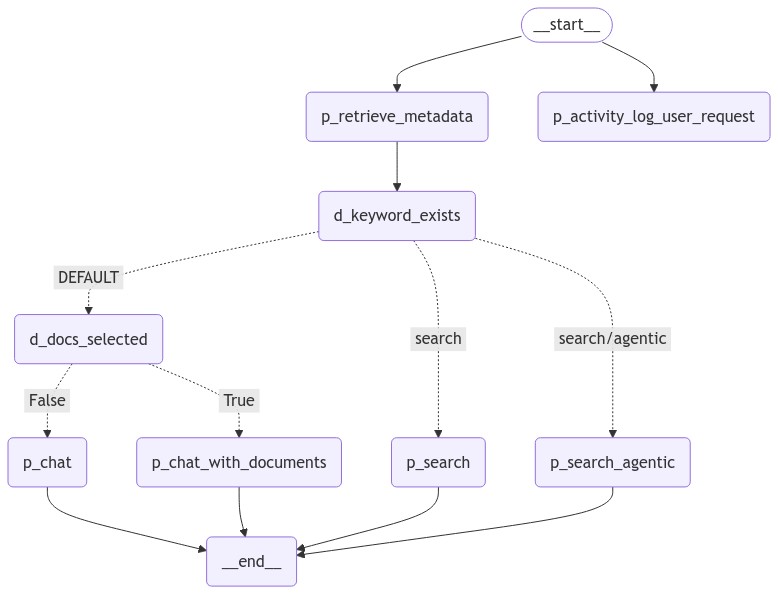 __start__
p_retrieve_metadata
p_activity_log_user_request
d_keyword_exists
DEFAULT
d_docs_selected
search
search/agentic
False
True
p_chat
p_chat_with_documents
p_search
p_search_agentic
__end__